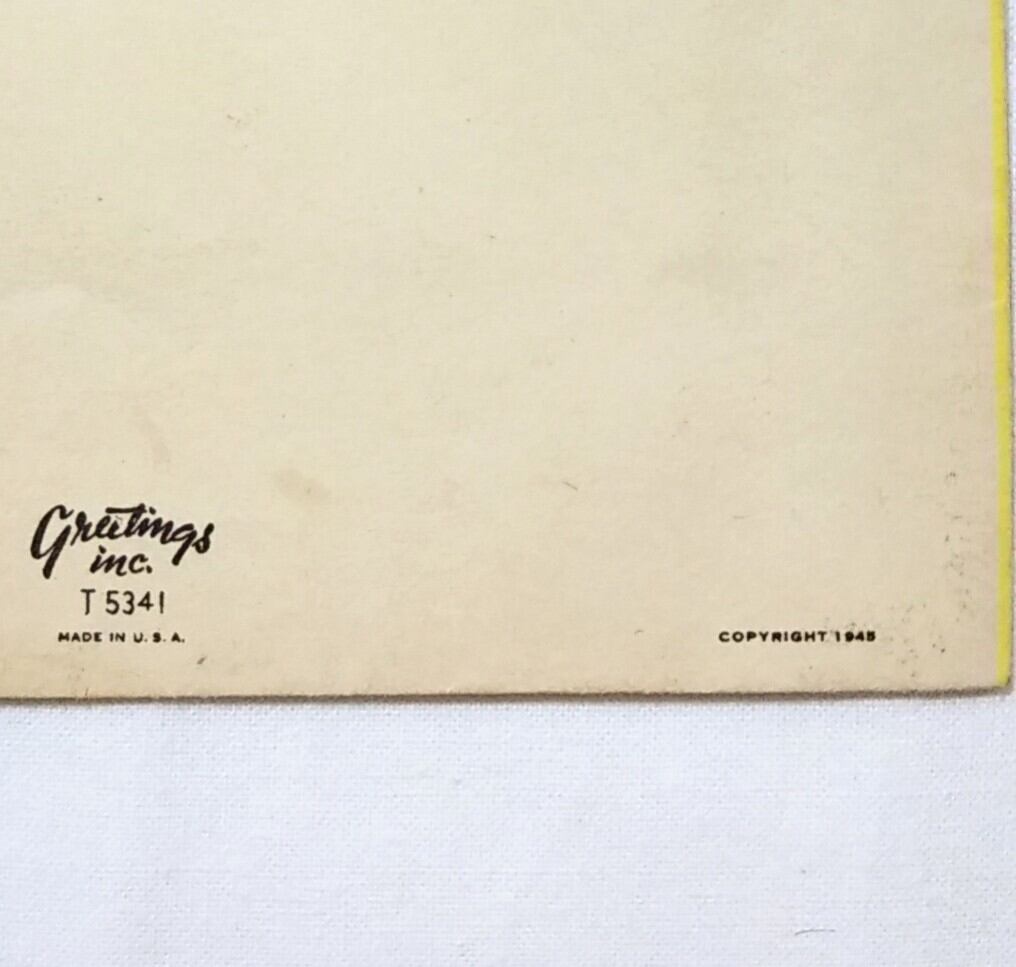 Greetings
inc.
T 5341
MADE IN U. S. A.
COPYRIGHT 1945